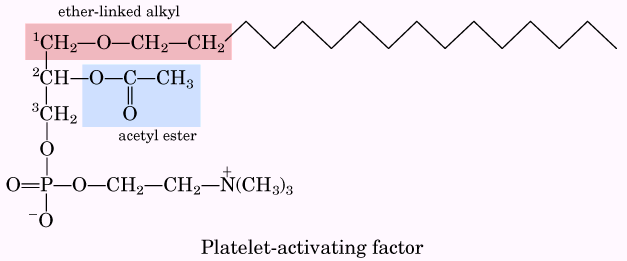 ether-linked alkyl
¹CH₂—O—CH₂—CH₂
²CH—O—C—CH₃
³CH₂ O
acetyl ester
O
O=P—O—CH₂—CH₂—N⁺(CH₃)₃
⁻O
Platelet-activating factor